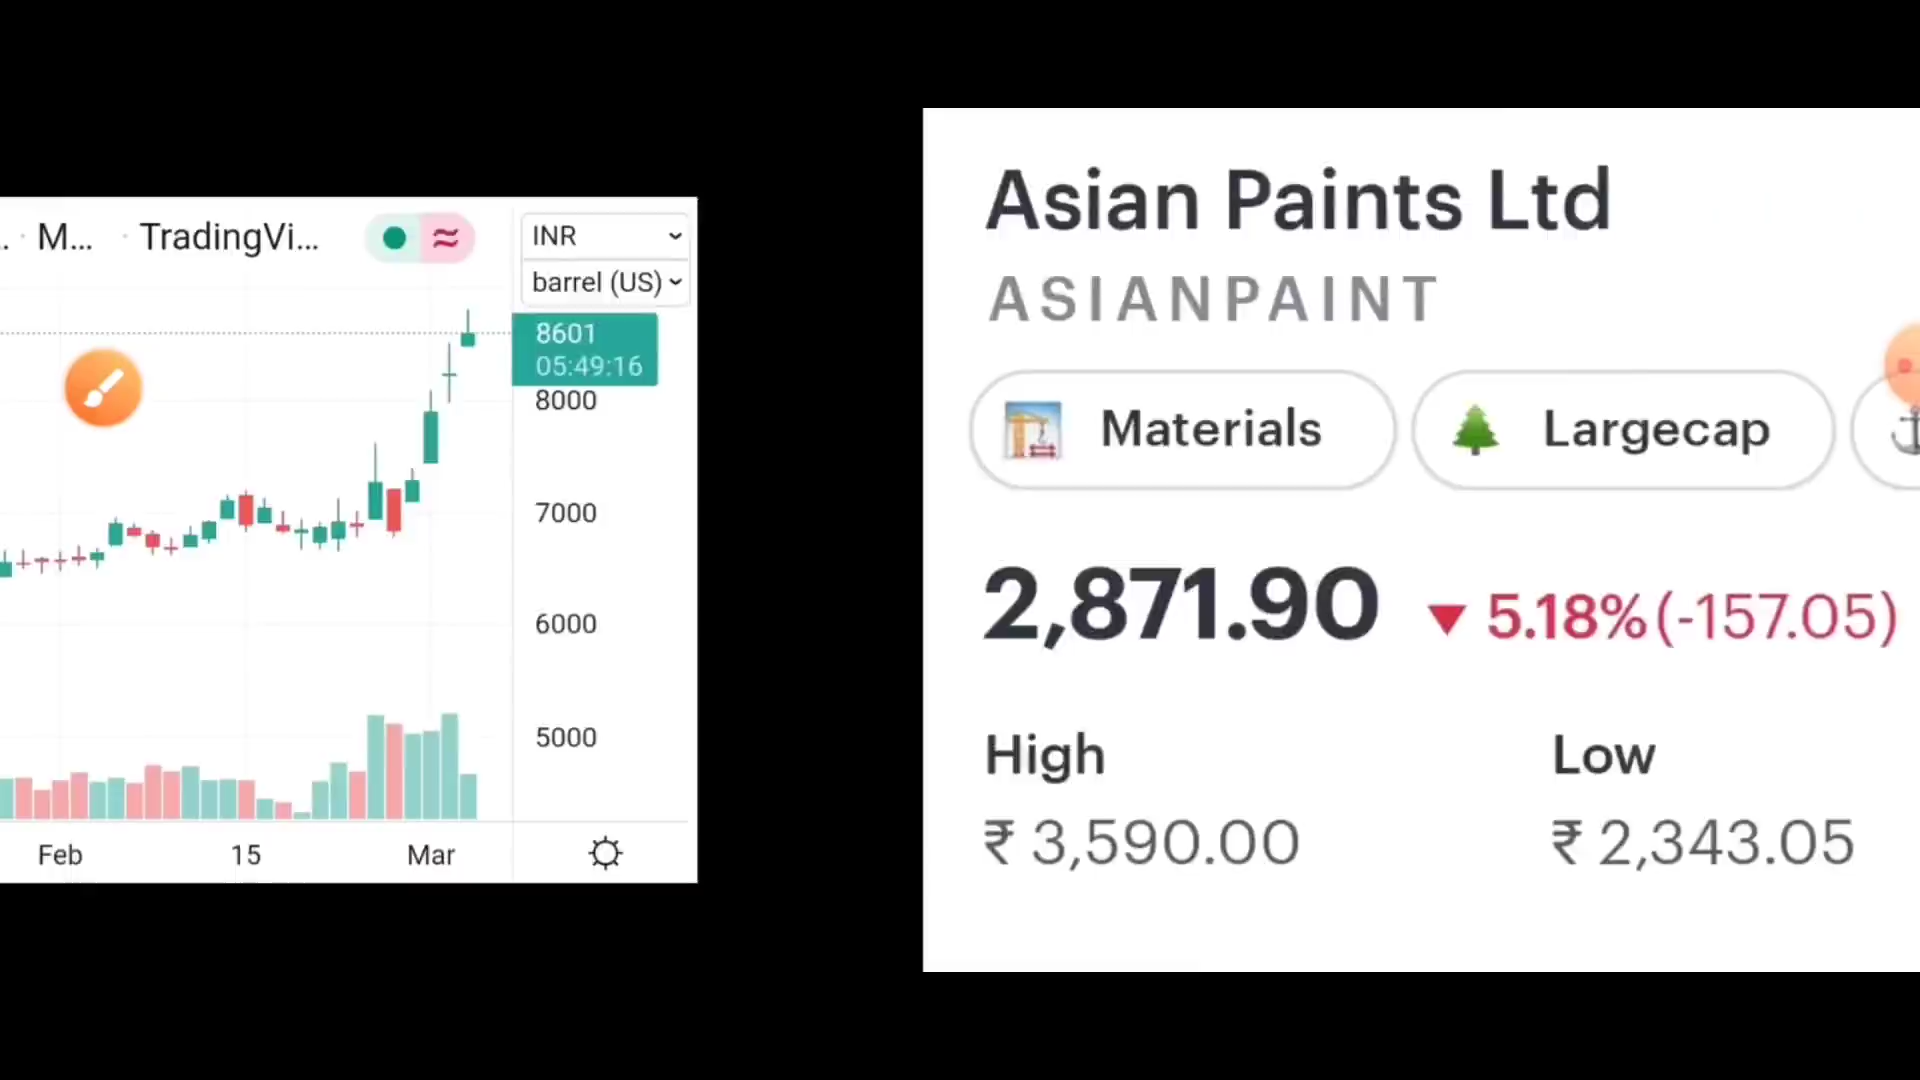 . · M... · TradingVi...
INR
barrel (US)
8601
05:49:16
8000
7000
6000
5000
Feb 15 Mar
Asian Paints Ltd
ASIANPAINT
Materials Largecap
2,871.90 ▼ 5.18% (-157.05)
High Low
₹ 3,590.00 ₹ 2,343.05